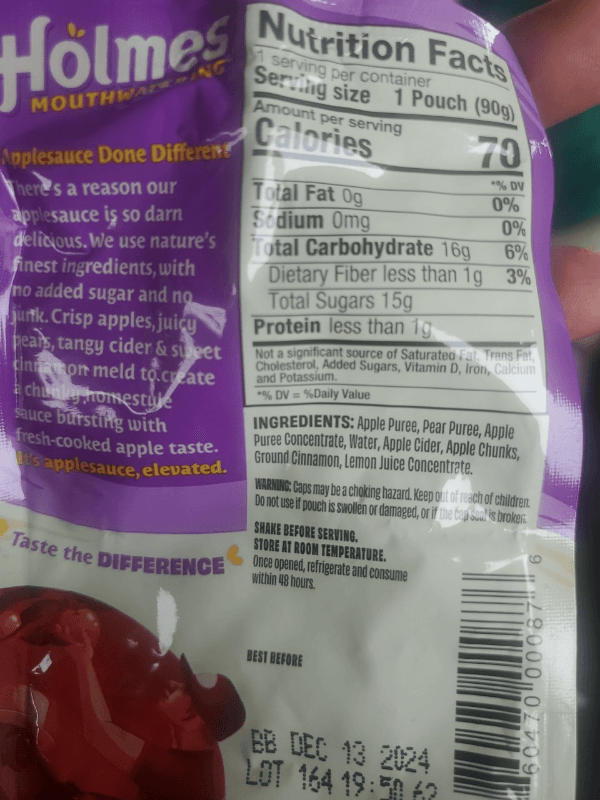 Holmes
MOUTHWATERING
Applesauce Done Different
There's a reason our
applesauce is so darn
delicious. We use nature's
finest ingredients, with
no added sugar and no
junk. Crisp apples, juicy
pears, tangy cider & sweet
cinnamon meld to create
a chunky, homestyle
sauce bursting with
fresh-cooked apple taste.
It's applesauce, elevated.
Taste the DIFFERENCE
Nutrition Facts
1 serving per container
Serving size 1 Pouch (90g)
Amount per serving
Calories 70
*% DV
Total Fat 0g 0%
Sodium 0mg 0%
Total Carbohydrate 16g 6%
Dietary Fiber less than 1g 3%
Total Sugars 15g
Protein less than 1g
Not a significant source of Saturated Fat, Trans Fat,
Cholesterol, Added Sugars, Vitamin D, Iron, Calcium
and Potassium.
*% DV = %Daily Value
INGREDIENTS: Apple Puree, Pear Puree, Apple
Puree Concentrate, Water, Apple Cider, Apple Chunks,
Ground Cinnamon, Lemon Juice Concentrate.
WARNING: Caps may be a choking hazard. Keep out of reach of children.
Do not use if pouch is swollen or damaged, or if the cap seal is broken.
SHAKE BEFORE SERVING.
STORE AT ROOM TEMPERATURE.
Once opened, refrigerate and consume
within 48 hours.
BEST BEFORE
BB DEC 13 2024
LOT 164 19:50 62
8 60470 00087 9